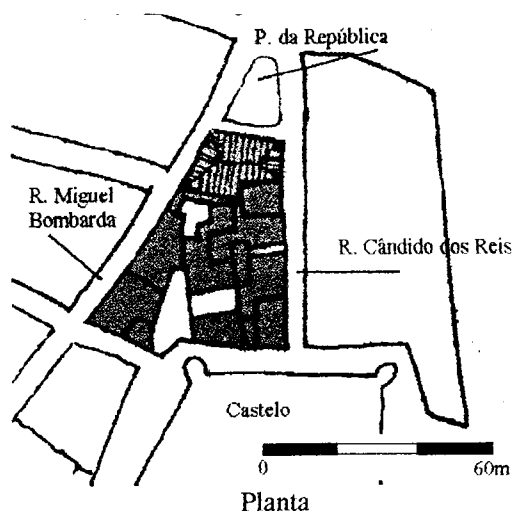 P. da República
R. Miguel
Bombarda
R. Cândido dos Reis
Castelo
0 60m
Planta